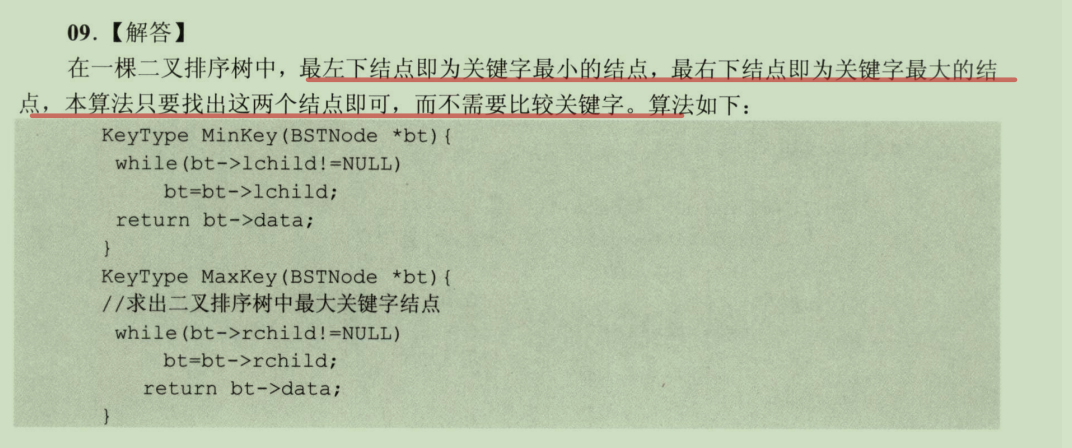 09.【解答】
在一棵二叉排序树中，最左下结点即为关键字最小的结点，最右下结点即为关键字最大的结
点，本算法只要找出这两个结点即可，而不需要比较关键字。算法如下：
KeyType MinKey(BSTNode *bt){
while(bt->lchild!=NULL)
bt=bt->lchild;
return bt->data;
}
KeyType MaxKey(BSTNode *bt){
//求出二叉排序树中最大关键字结点
while(bt->rchild!=NULL)
bt=bt->rchild;
return bt->data;
}